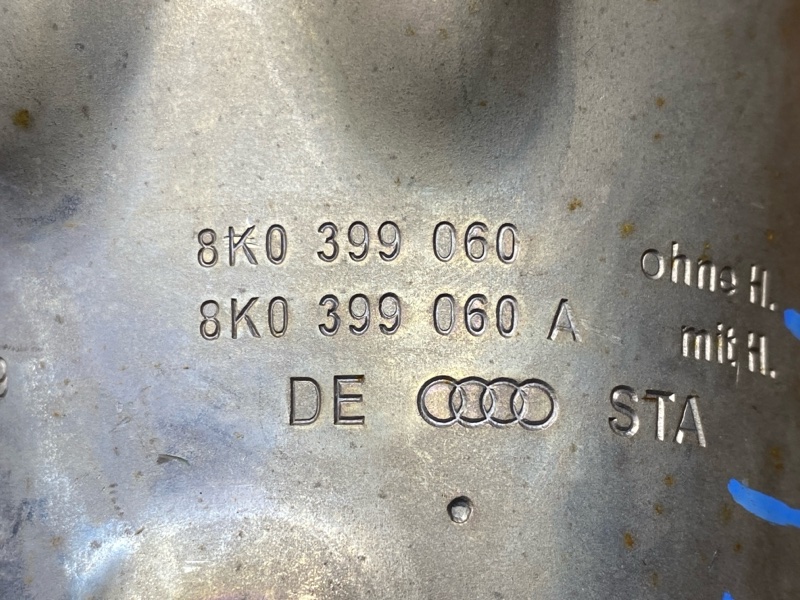 8K0 399 060
ohne H.
8K0 399 060 A
mit H.
DE STA